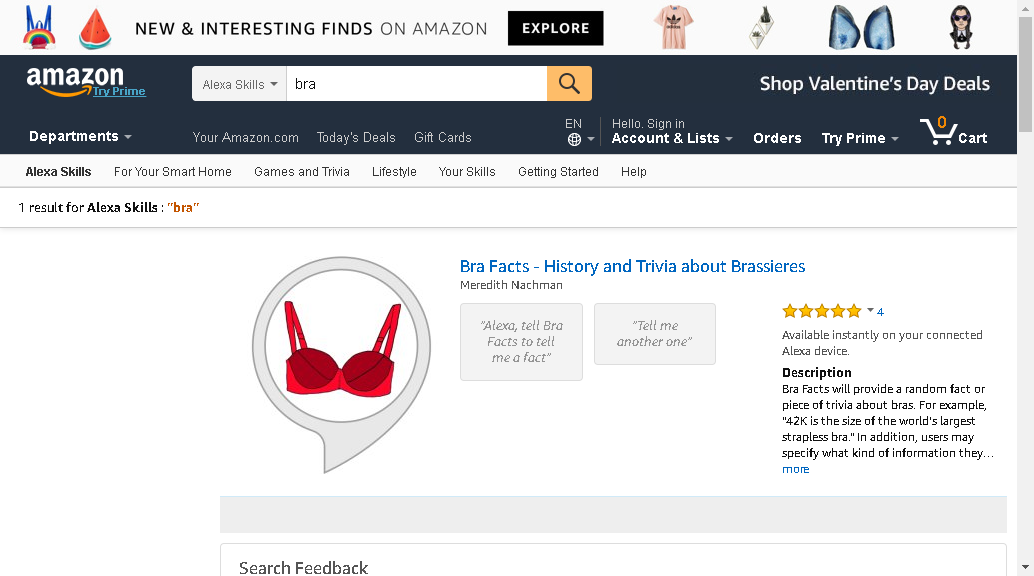 NEW & INTERESTING FINDS ON AMAZON
EXPLORE
amazon
Try Prime
Alexa Skills
bra
Shop Valentine's Day Deals
Departments
Your Amazon.com
Today's Deals
Gift Cards
EN
Hello. Sign in
Account & Lists
Orders
Try Prime
0
Cart
Alexa Skills
For Your Smart Home
Games and Trivia
Lifestyle
Your Skills
Getting Started
Help
1 result for Alexa Skills : "bra"
Bra Facts - History and Trivia about Brassieres
Meredith Nachman
"Alexa, tell Bra
Facts to tell
me a fact"
"Tell me
another one"
4
Available instantly on your connected
Alexa device.
Description
Bra Facts will provide a random fact or
piece of trivia about bras. For example,
"42K is the size of the world's largest
strapless bra." In addition, users may
specify what kind of information they…
more
Search Feedback